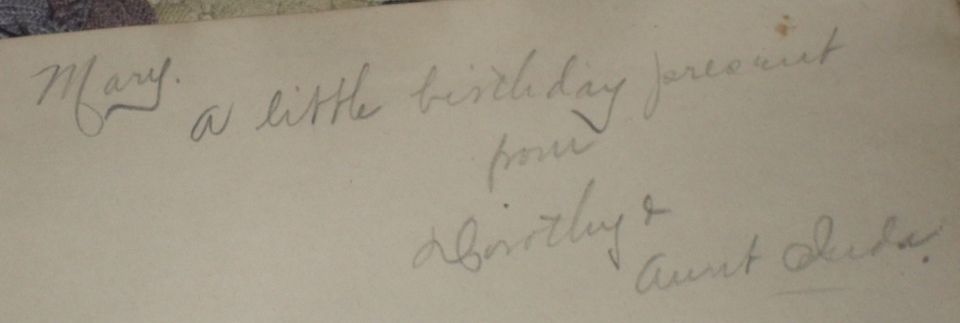 Mary.
A little birthday present
from
Dorothy &
Aunt